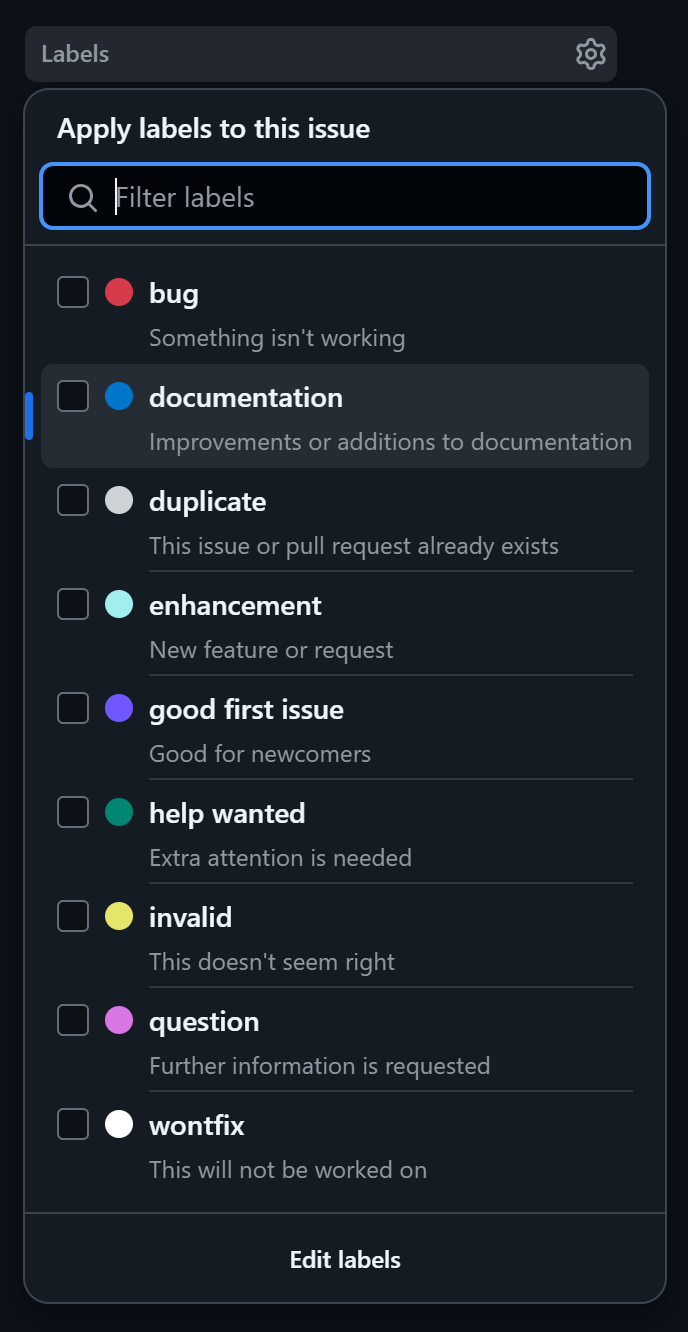 Labels
Apply labels to this issue
Filter labels
bug
Something isn't working
documentation
Improvements or additions to documentation
duplicate
This issue or pull request already exists
enhancement
New feature or request
good first issue
Good for newcomers
help wanted
Extra attention is needed
invalid
This doesn't seem right
question
Further information is requested
wontfix
This will not be worked on
Edit labels